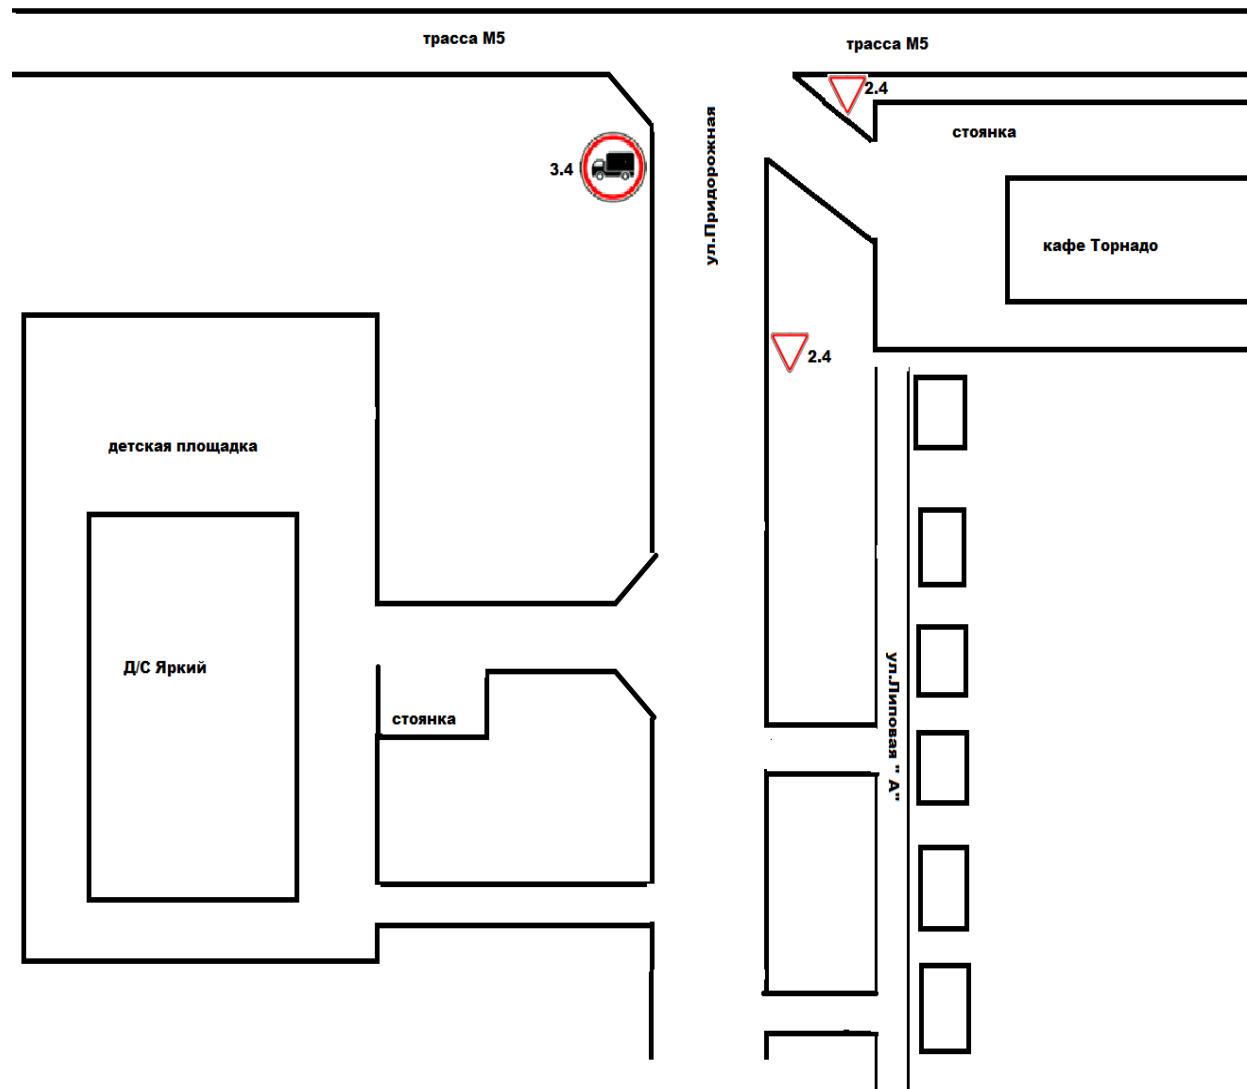 трасса М5
трасса М5
2.4
стоянка
3.4
ул.Придорожная
кафе Торнадо
2.4
детская площадка
Д/С Яркий
стоянка
ул.Липовая " А"